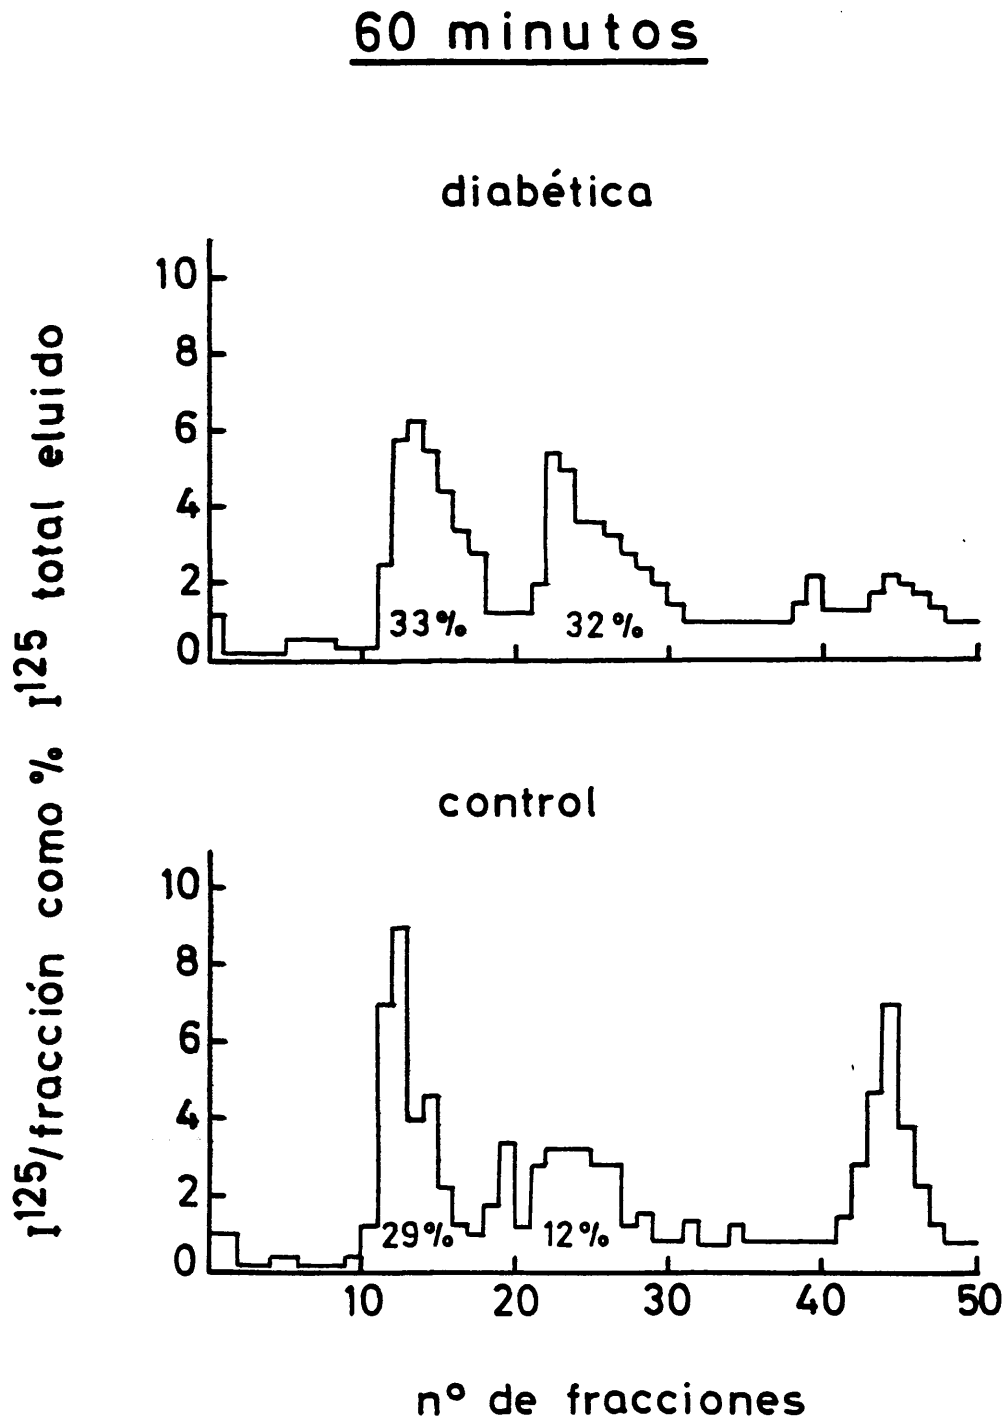 60 minutos
diabética
10
8
6
4
2
0
33%
32%
control
10
8
6
4
2
0
29%
12%
10 20 30 40 50
nº de fracciones
I125/fracción como % I125 total eluido